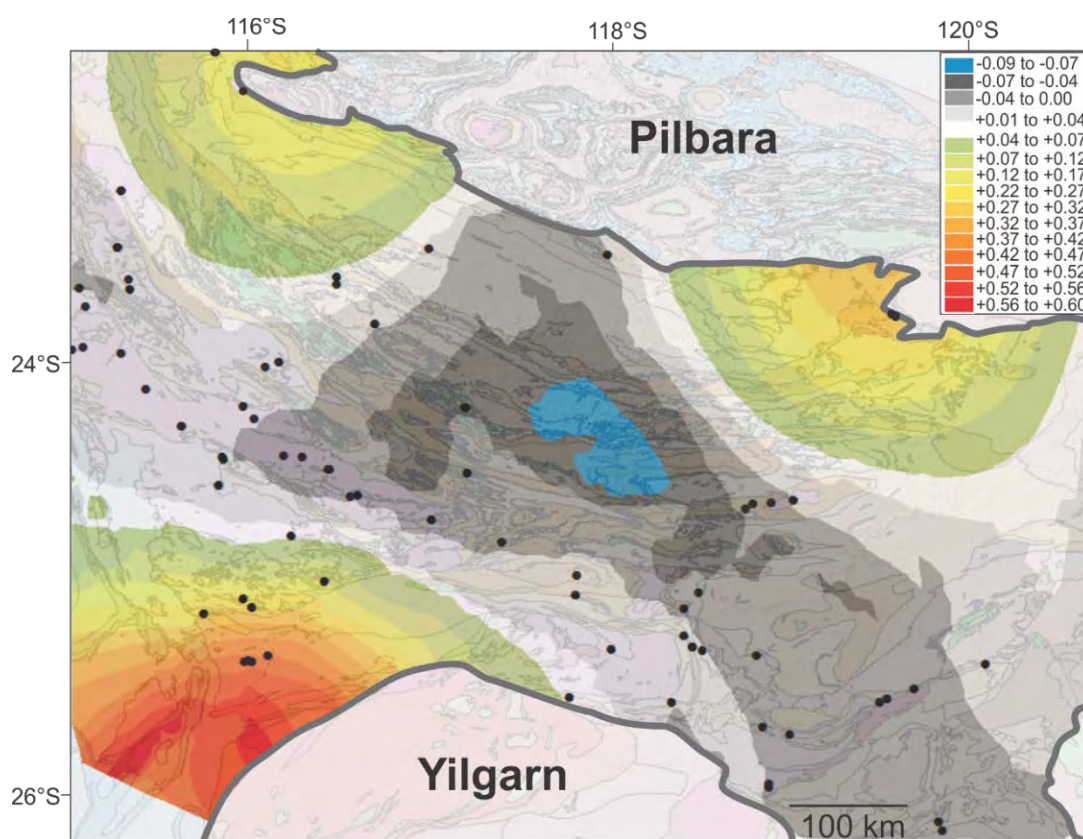 116°S 118°S 120°S
-0.09 to -0.07
-0.07 to -0.04
-0.04 to 0.00
+0.01 to +0.04
+0.04 to +0.07
+0.07 to +0.12
+0.12 to +0.17
+0.22 to +0.27
+0.27 to +0.32
+0.32 to +0.37
+0.37 to +0.42
+0.42 to +0.47
+0.47 to +0.52
+0.52 to +0.56
+0.56 to +0.60
Pilbara
24°S
26°S
Yilgarn
100 km